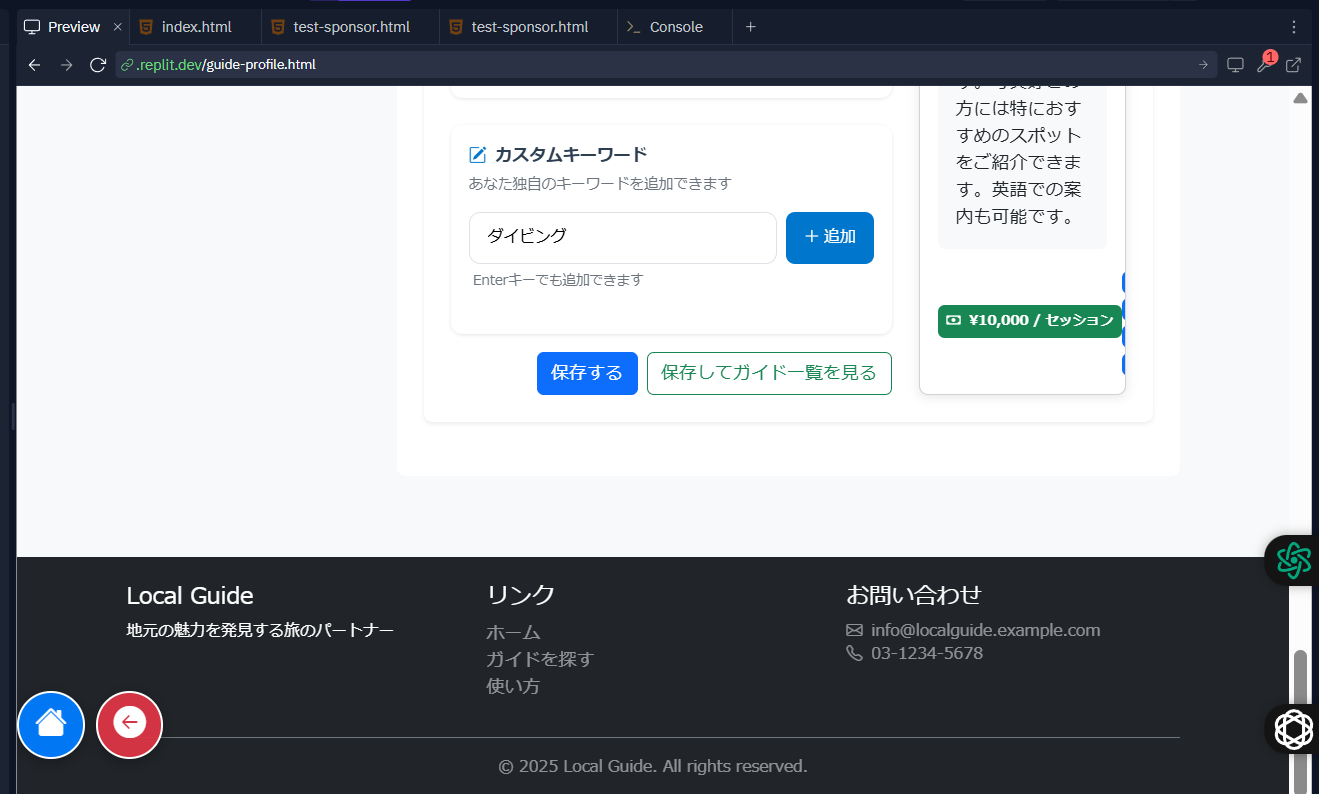 Preview
index.html
test-sponsor.html
test-sponsor.html
Console
.replit.dev/guide-profile.html
1
カスタムキーワード
あなた独自のキーワードを追加できます
ダイビング
+ 追加
Enterキーでも追加できます
保存する
保存してガイド一覧を見る
方には特におす
すめのスポット
をご紹介できま
す。英語での案
内も可能です。
¥10,000 / セッション
Local Guide
地元の魅力を発見する旅のパートナー
リンク
ホーム
ガイドを探す
使い方
お問い合わせ
info@localguide.example.com
03-1234-5678
© 2025 Local Guide. All rights reserved.